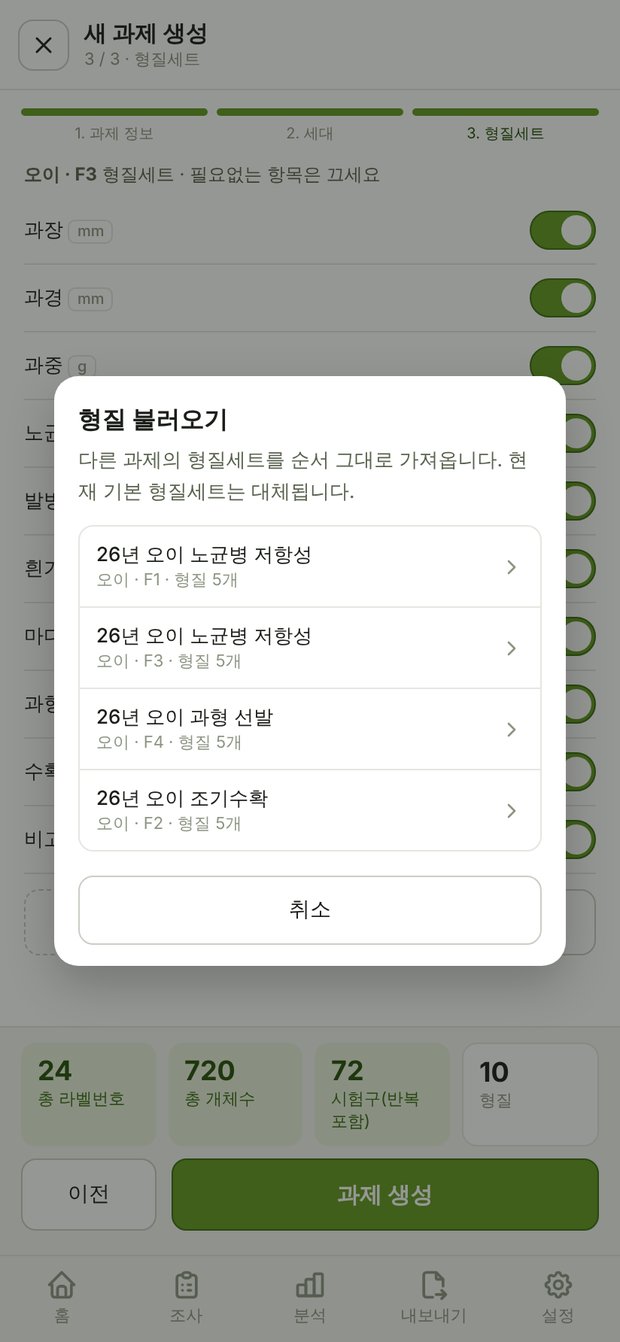 새 과제 생성
3 / 3 · 형질세트
1. 과제 정보
2. 세대
3. 형질세트
오이 · F3 형질세트 · 필요없는 항목은 끄세요
과장 mm
과경 mm
과중 g
형질 불러오기
다른 과제의 형질세트를 순서 그대로 가져옵니다. 현
재 기본 형질세트는 대체됩니다.
26년 오이 노균병 저항성
오이 · F1 · 형질 5개
26년 오이 노균병 저항성
오이 · F3 · 형질 5개
26년 오이 과형 선발
오이 · F4 · 형질 5개
26년 오이 조기수확
오이 · F2 · 형질 5개
취소
24
총 라벨번호
720
총 개체수
72
시험구(반복
포함)
10
형질
이전
과제 생성
홈
조사
분석
내보내기
설정